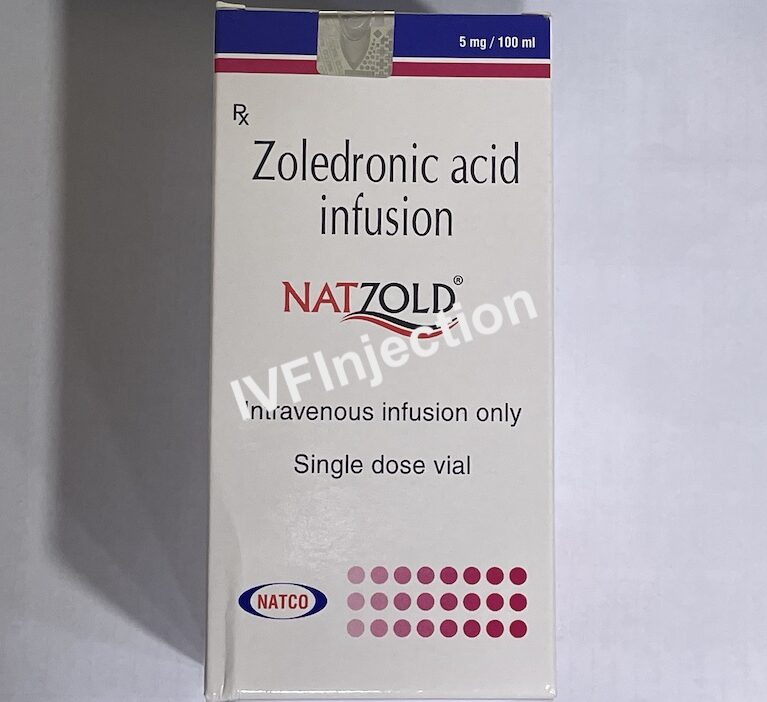 5 mg / 100 ml
Rx
Zoledronic acid
infusion
NATZOLD®
IVFInjection
Intravenous infusion only
Single dose vial
NATCO